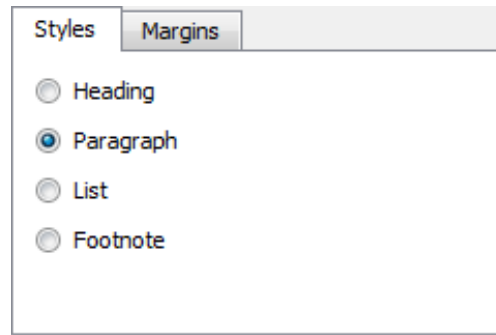 Styles Margins
Heading
Paragraph
List
Footnote